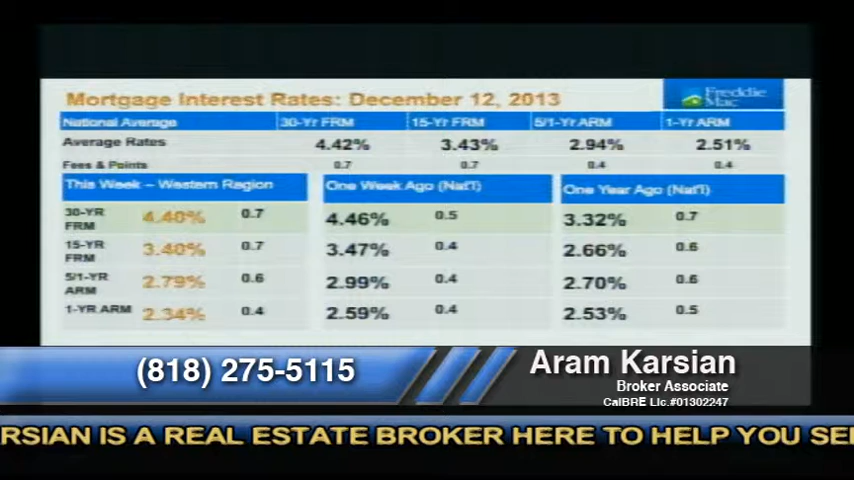 Mortgage Interest Rates: December 12, 2013
Freddie Mac
National Average 30-Yr FRM 15-Yr FRM 5/1-Yr ARM 1-Yr ARM
Average Rates 4.42% 3.43% 2.94% 2.51%
Fees & Points 0.7 0.7 0.4 0.4
This Week – Western Region One Week Ago (Nat'l) One Year Ago (Nat'l)
30-YR FRM 4.40% 0.7 4.46% 0.5 3.32% 0.7
15-YR FRM 3.40% 0.7 3.47% 0.4 2.66% 0.6
5/1-YR ARM 2.79% 0.6 2.99% 0.4 2.70% 0.6
1-YR ARM 2.34% 0.4 2.59% 0.4 2.53% 0.5
(818) 275-5115
Aram Karsian
Broker Associate
CalBRE Lic.#01302247
RSIAN IS A REAL ESTATE BROKER HERE TO HELP YOU SE